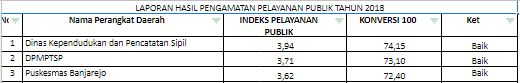 LAPORAN HASIL PENGAMATAN PELAYANAN PUBLIK TAHUN 2018
Nama Perangkat Daerah INDEKS PELAYANAN PUBLIK KONVERSI 100 Ket
1 Dinas Kependudukan dan Pencatatan Sipil 3,94 74,15 Baik
2 DPMPTSP 3,71 73,10 Baik
3 Puskesmas Banjarejo 3,62 72,40 Baik